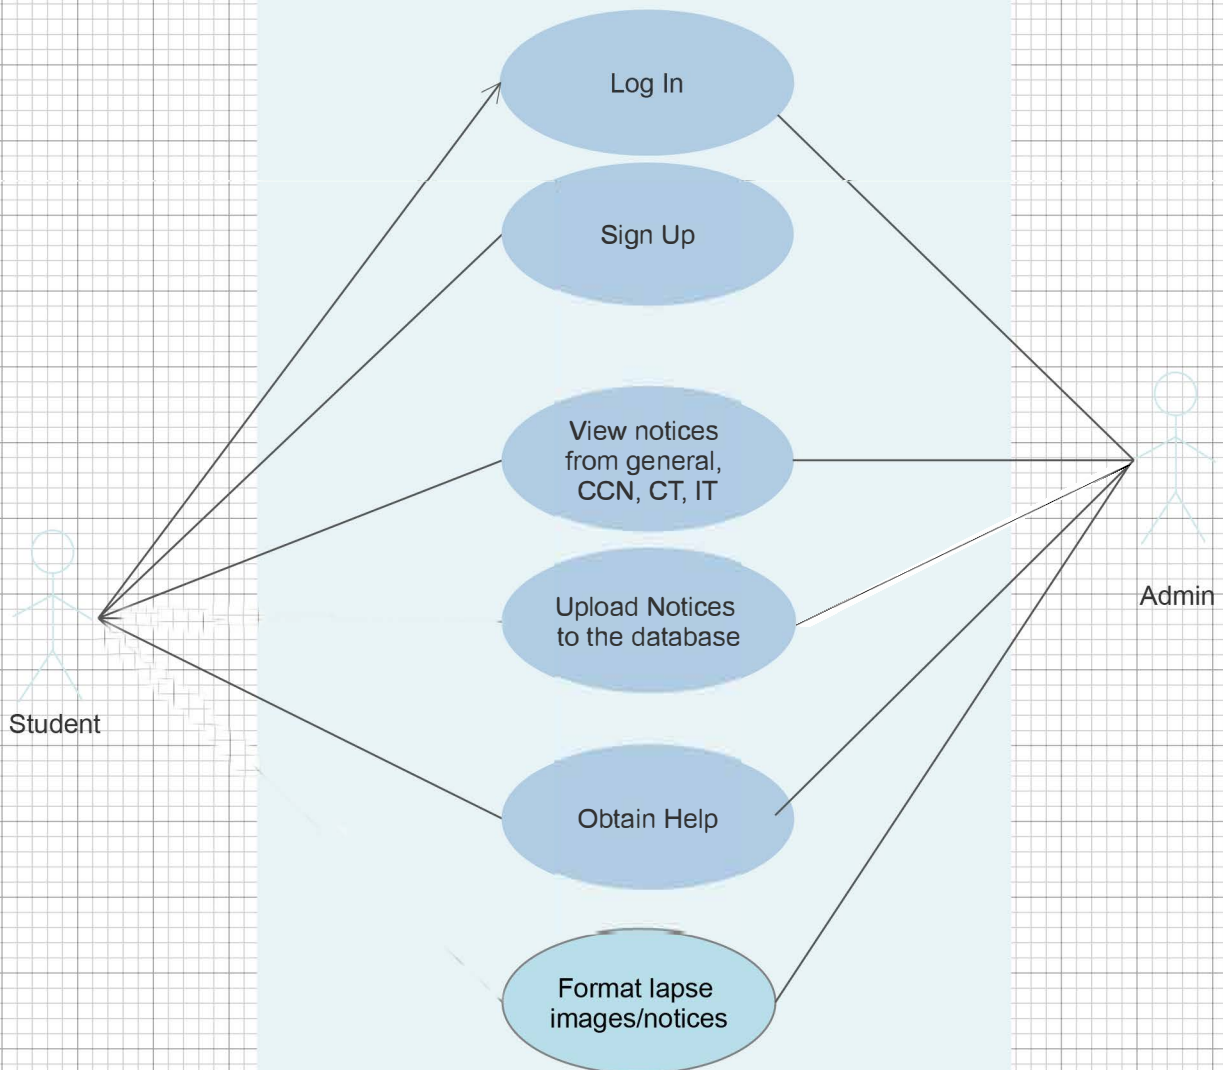 Log In
Sign Up
View notices
from general,
CCN, CT, IT
Upload Notices
to the database
Obtain Help
Format lapse
images/notices
Student
Admin